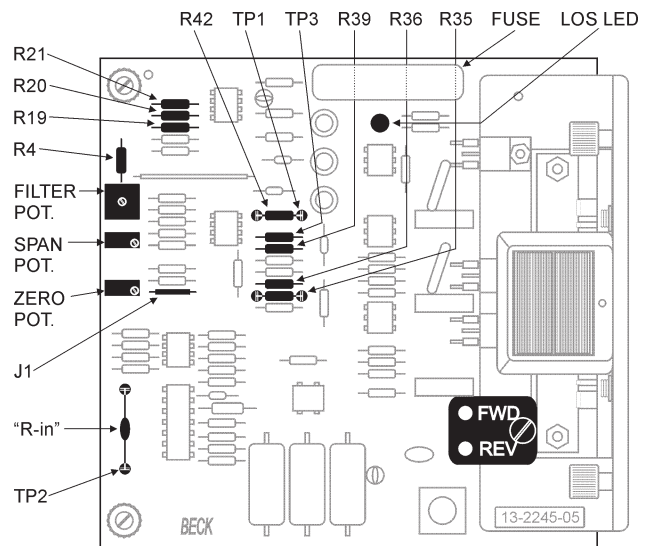 R42 TP1 TP3 R39 R36 R35 FUSE LOS LED
R21
R20
R19
R4
FILTER
POT.
SPAN
POT.
ZERO
POT.
J1
"R-in"
TP2
FWD
REV
BECK
13-2245-05